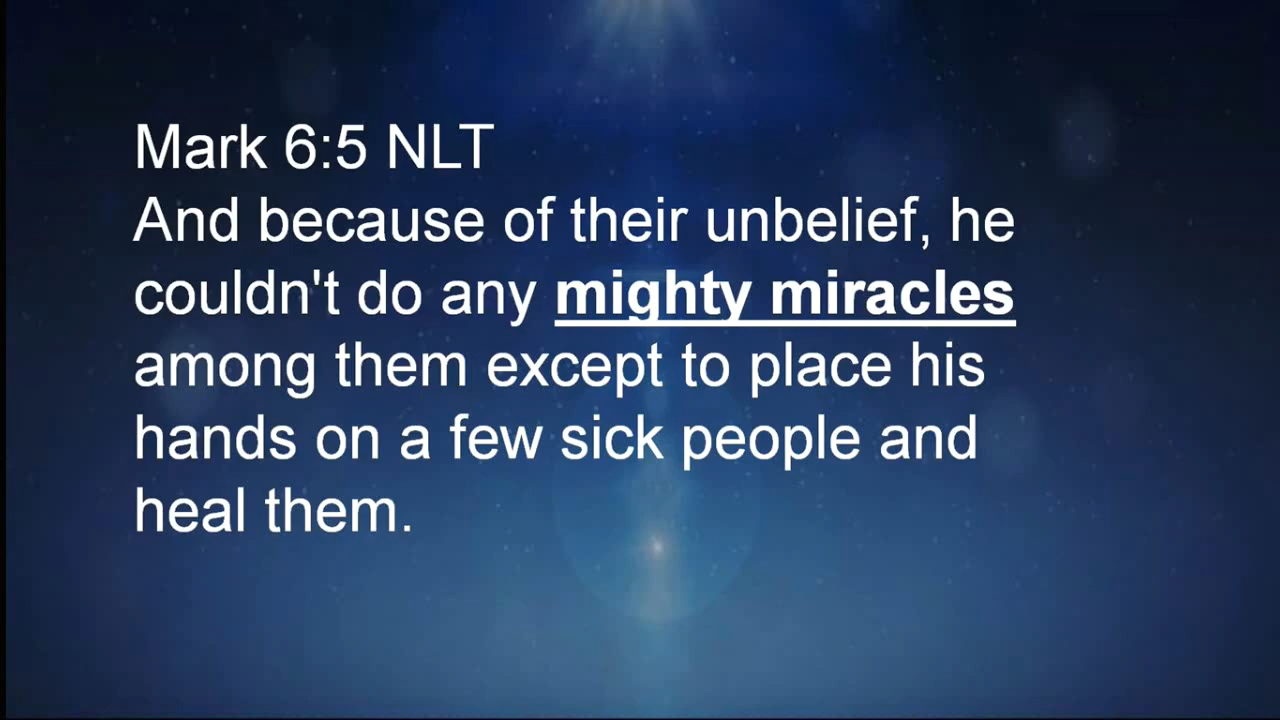 Mark 6:5 NLT
And because of their unbelief, he
couldn't do any mighty miracles
among them except to place his
hands on a few sick people and
heal them.